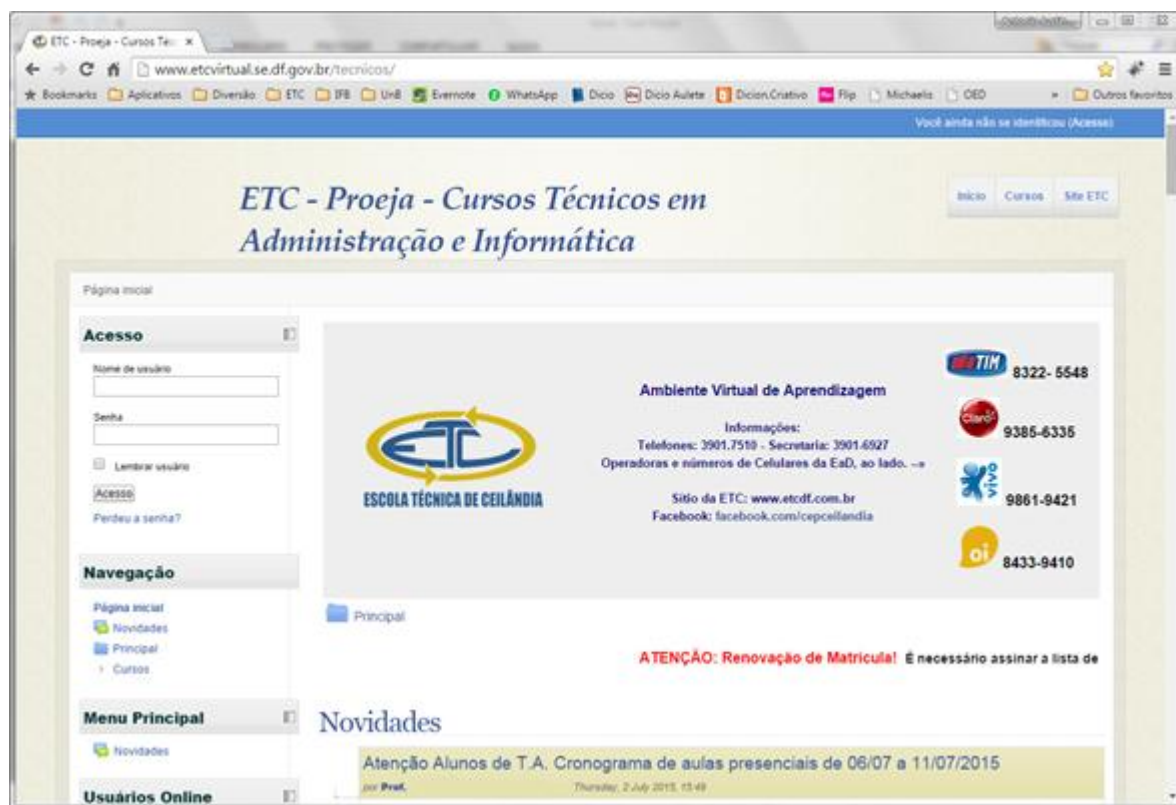 ETC - Proeja - Cursos Téc
www.etcvirtual.se.df.gov.br/tecnicos/
Bookmarks Aplicativos Diversão ETC IFB UnB Evernote WhatsApp Dicio Dicio Aulete Dicion.Criativo Flip Michaelis OED » Outros favoritos
Você ainda não se identificou (Acesso)
ETC - Proeja - Cursos Técnicos em
Administração e Informática
Início Cursos Site ETC
Página inicial
Acesso
Nome de usuário
Senha
Lembrar usuário
Acesso
Perdeu a senha?
Navegação
Página inicial
Novidades
Principal
Cursos
Menu Principal
Novidades
Usuários Online
ETC
ESCOLA TÉCNICA DE CEILÂNDIA
Ambiente Virtual de Aprendizagem
Informações:
Telefones: 3901.7510 - Secretaria: 3901-6927
Operadoras e números de Celulares da EaD, ao lado. -->
Sítio da ETC: www.etcdf.com.br
Facebook: facebook.com/cepceilandia
TIM 8322- 5548
Claro 9385-6335
vivo 9861-9421
oi 8433-9410
Principal
ATENÇÃO: Renovação de Matricula! É necessário assinar a lista de
Novidades
Atenção Alunos de T.A. Cronograma de aulas presenciais de 06/07 a 11/07/2015
por Prof. Thursday, 2 July 2015, 15:49